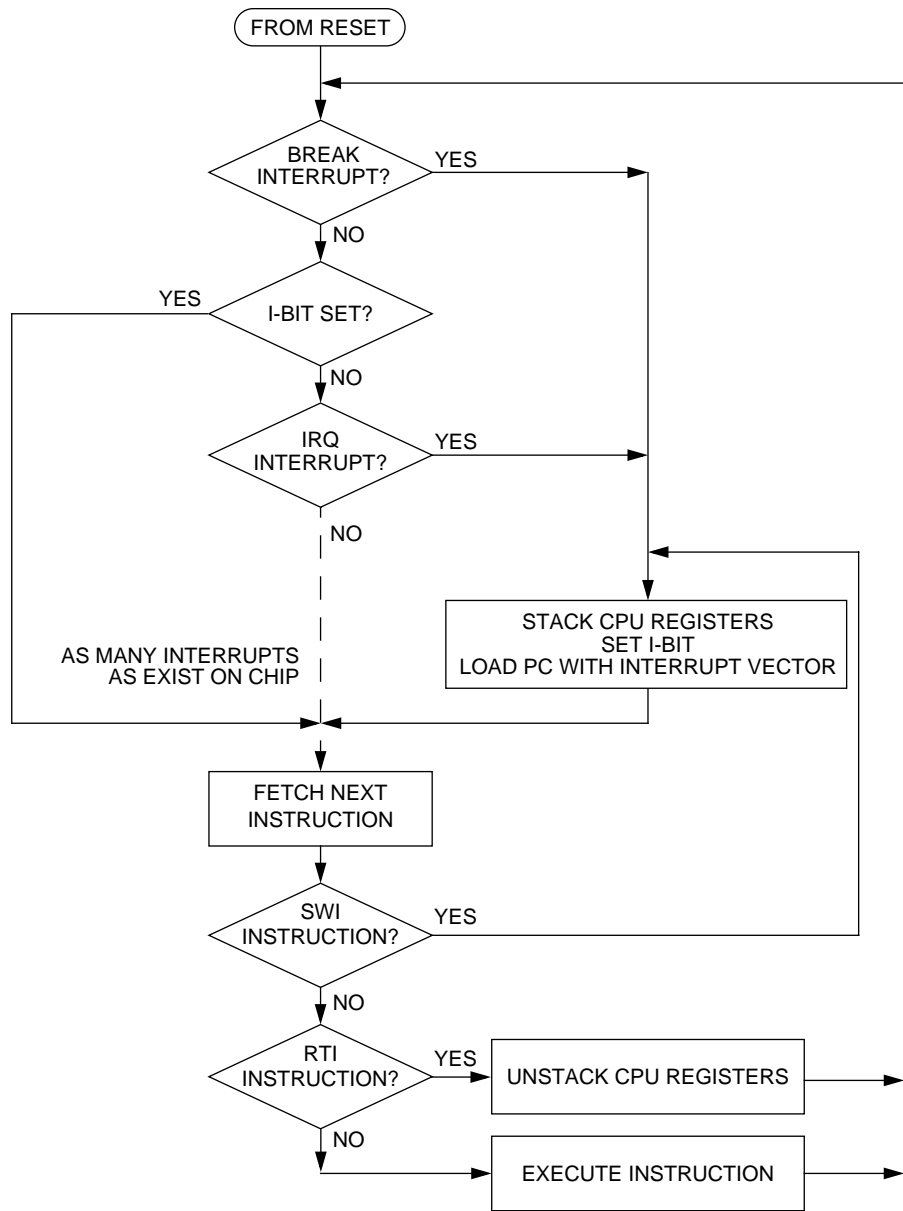 FROM RESET
BREAK
INTERRUPT?
YES
NO
YES
I-BIT SET?
NO
IRQ
INTERRUPT?
YES
NO
STACK CPU REGISTERS
SET I-BIT
LOAD PC WITH INTERRUPT VECTOR
AS MANY INTERRUPTS
AS EXIST ON CHIP
FETCH NEXT
INSTRUCTION
SWI
INSTRUCTION?
YES
NO
RTI
INSTRUCTION?
YES
UNSTACK CPU REGISTERS
NO
EXECUTE INSTRUCTION